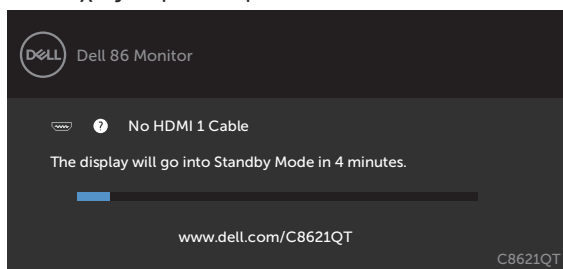 DELL
Dell 86 Monitor
? No HDMI 1 Cable
The display will go into Standby Mode in 4 minutes.
www.dell.com/C8621QT
C8621QT